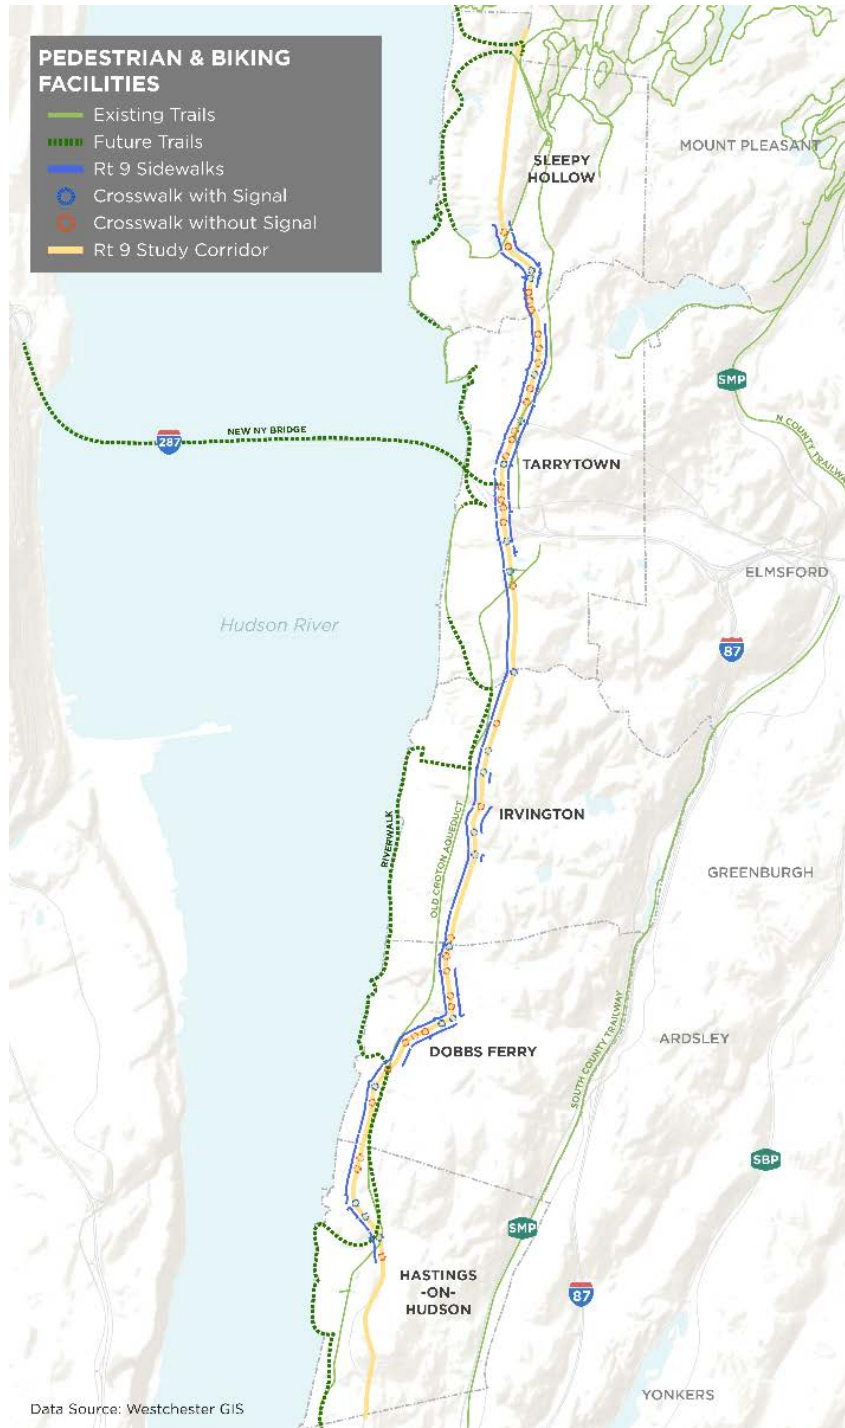 PEDESTRIAN & BIKING
FACILITIES
Existing Trails
Future Trails
Rt 9 Sidewalks
Crosswalk with Signal
Crosswalk without Signal
Rt 9 Study Corridor
SLEEPY
HOLLOW
MOUNT PLEASANT
SMP
N COUNTY TRAILWAY
NEW NY BRIDGE
287
TARRYTOWN
ELMSFORD
Hudson River
87
RIVERWALK
OLD CROTON AQUEDUCT
IRVINGTON
GREENBURGH
SOUTH COUNTY TRAILWAY
ARDSLEY
DOBBS FERRY
SBP
SMP
HASTINGS
-ON-
HUDSON
87
YONKERS
Data Source: Westchester GIS